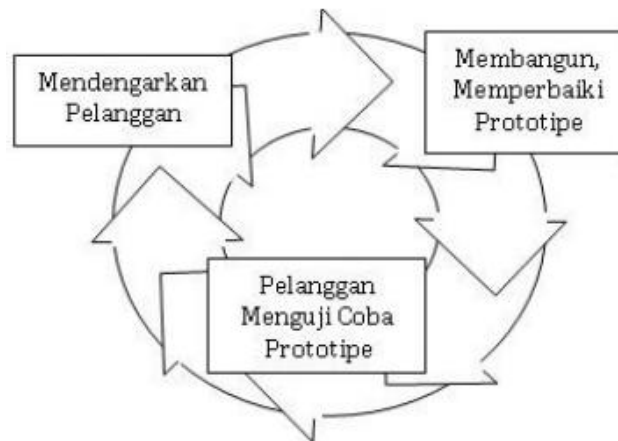 Mendengarkan
Pelanggan
Membangun,
Memperbaiki
Prototipe
Pelanggan
Menguji Coba
Prototipe